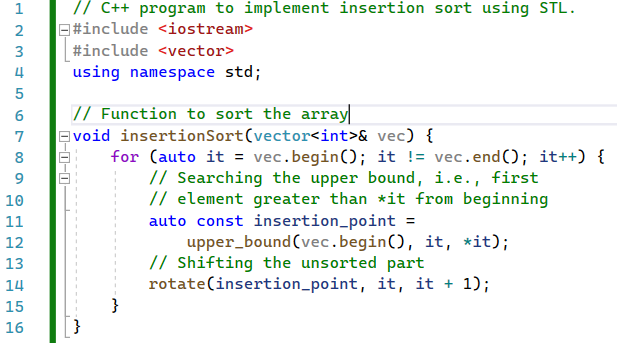 1 // C++ program to implement insertion sort using STL.
2 #include <iostream>
3 #include <vector>
4 using namespace std;
5
6 // Function to sort the array
7 void insertionSort(vector<int>& vec) {
8     for (auto it = vec.begin(); it != vec.end(); it++) {
9         // Searching the upper bound, i.e., first
10         // element greater than *it from beginning
11         auto const insertion_point =
12             upper_bound(vec.begin(), it, *it);
13         // Shifting the unsorted part
14         rotate(insertion_point, it, it + 1);
15     }
16 }